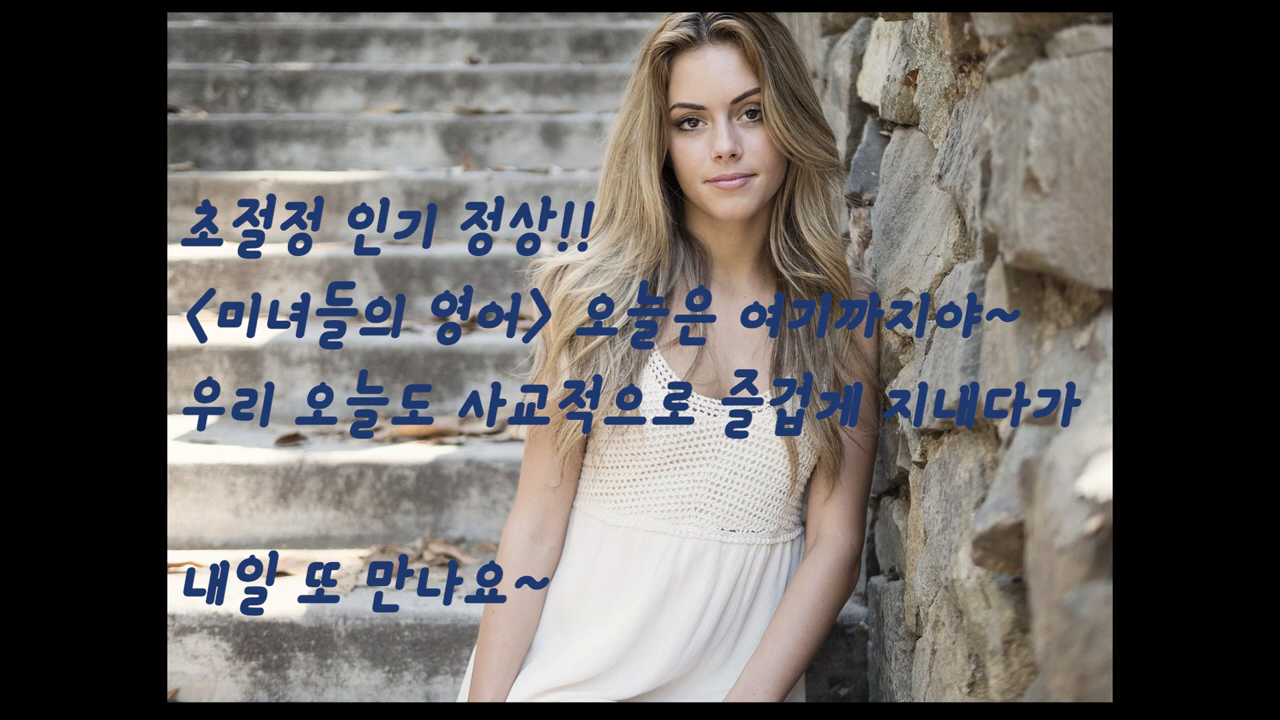 초절정 인기 정상!!
<미녀들의 영어> 오늘은 여기까지야~
우리 오늘도 사교적으로 즐겁게 지내다가
내일 또 만나요~